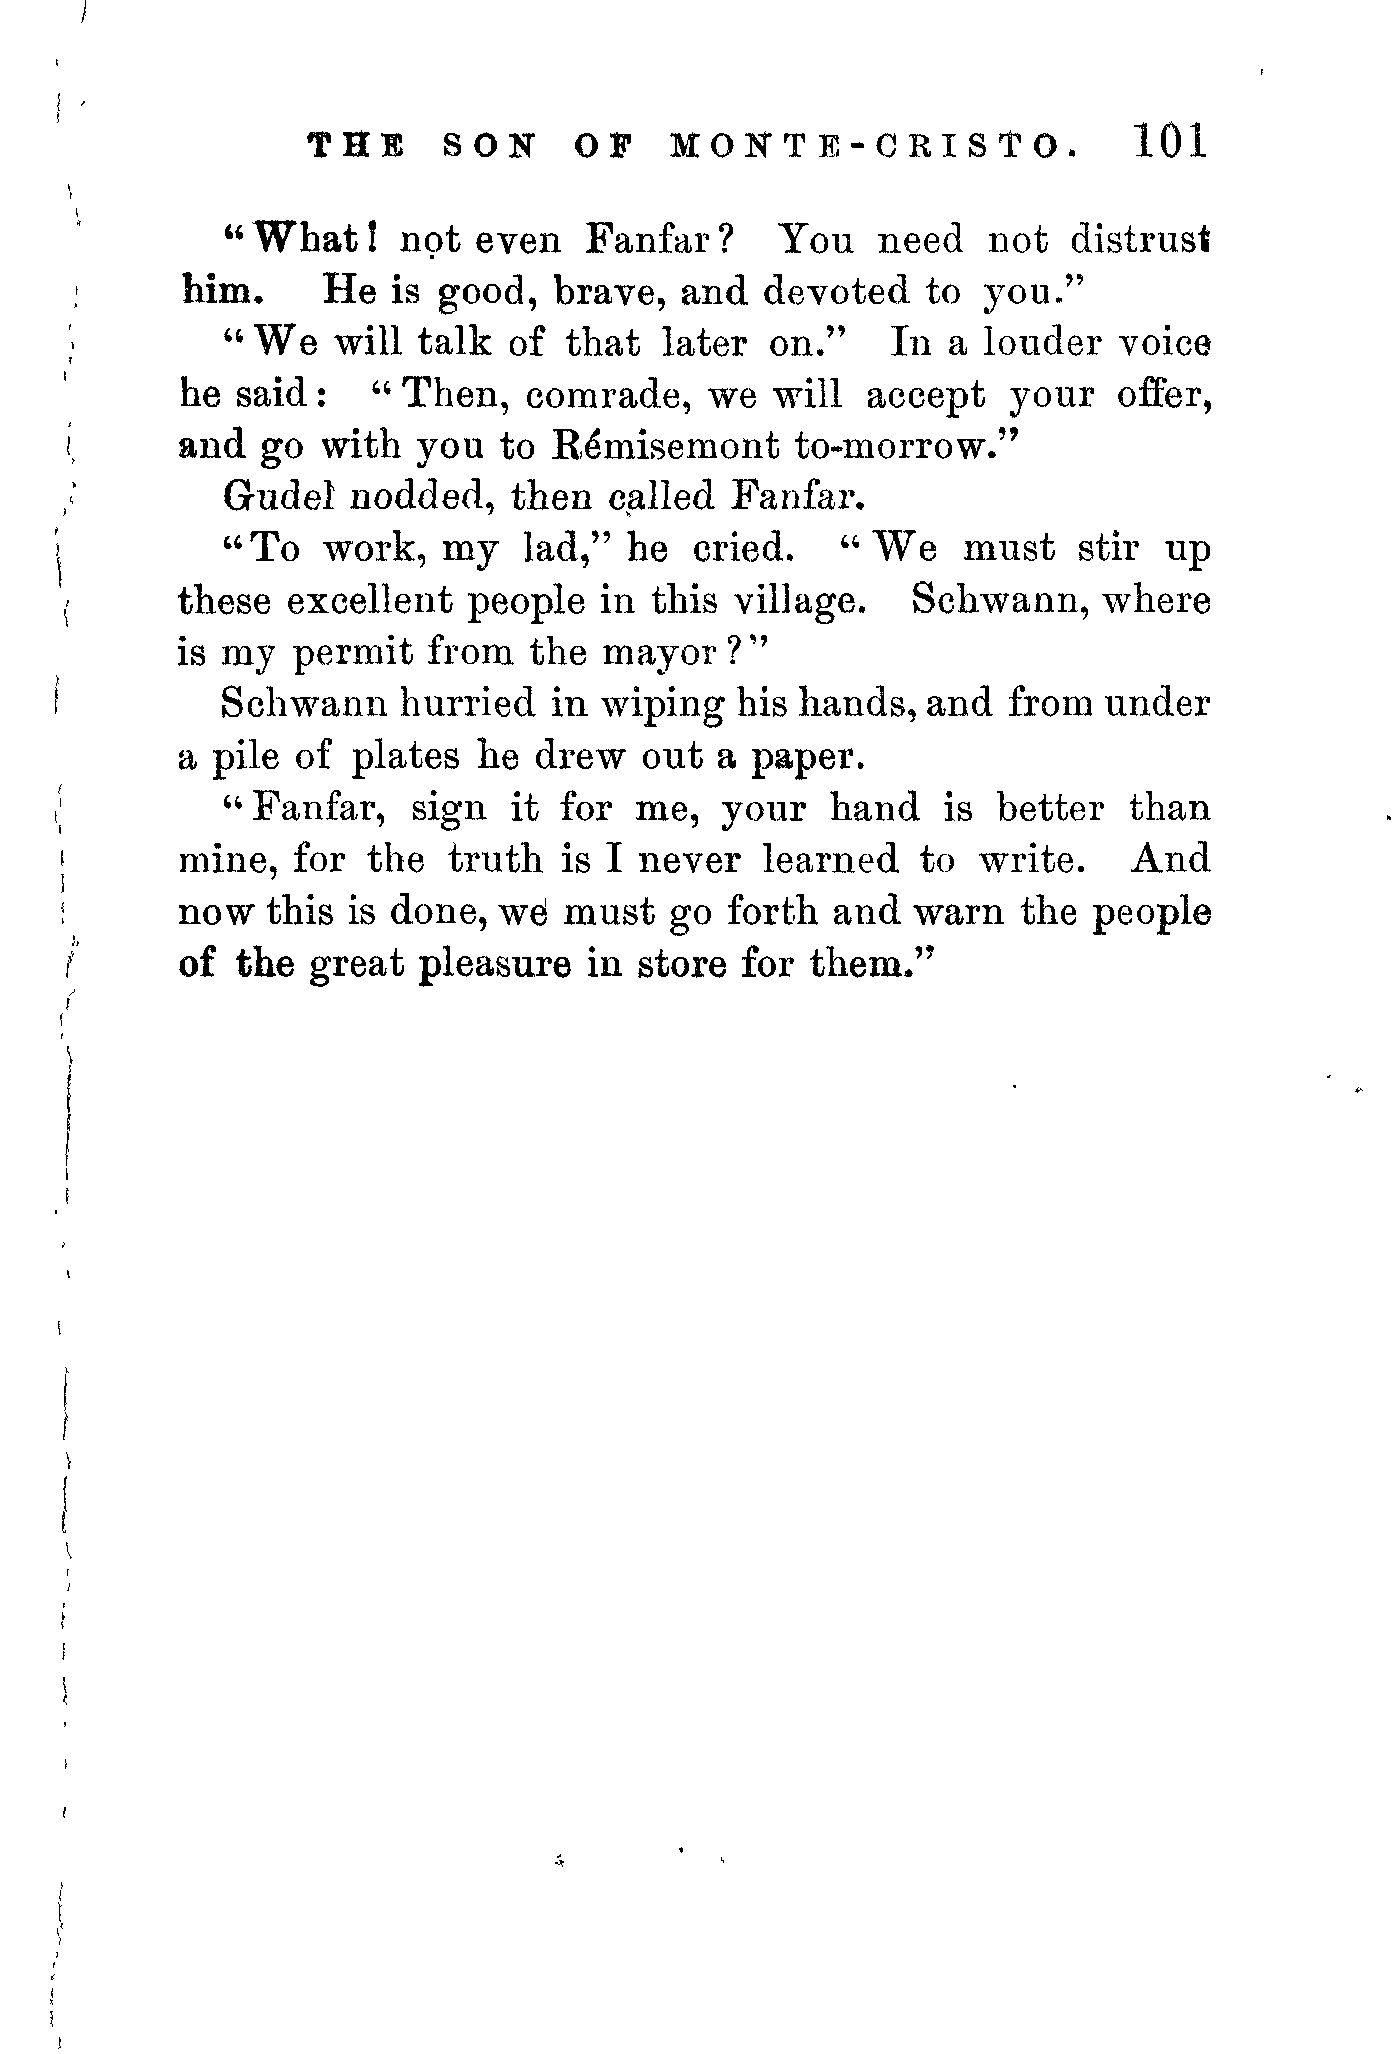 THE SON OF MONTE-CRISTO. 101
"What! not even Fanfar? You need not distrust
him. He is good, brave, and devoted to you."
"We will talk of that later on." In a louder voice
he said: "Then, comrade, we will accept your offer,
and go with you to Rémisemont to-morrow."
Gudel nodded, then called Fanfar.
"To work, my lad," he cried. "We must stir up
these excellent people in this village. Schwann, where
is my permit from the mayor?"
Schwann hurried in wiping his hands, and from under
a pile of plates he drew out a paper.
"Fanfar, sign it for me, your hand is better than
mine, for the truth is I never learned to write. And
now this is done, we must go forth and warn the people
of the great pleasure in store for them."